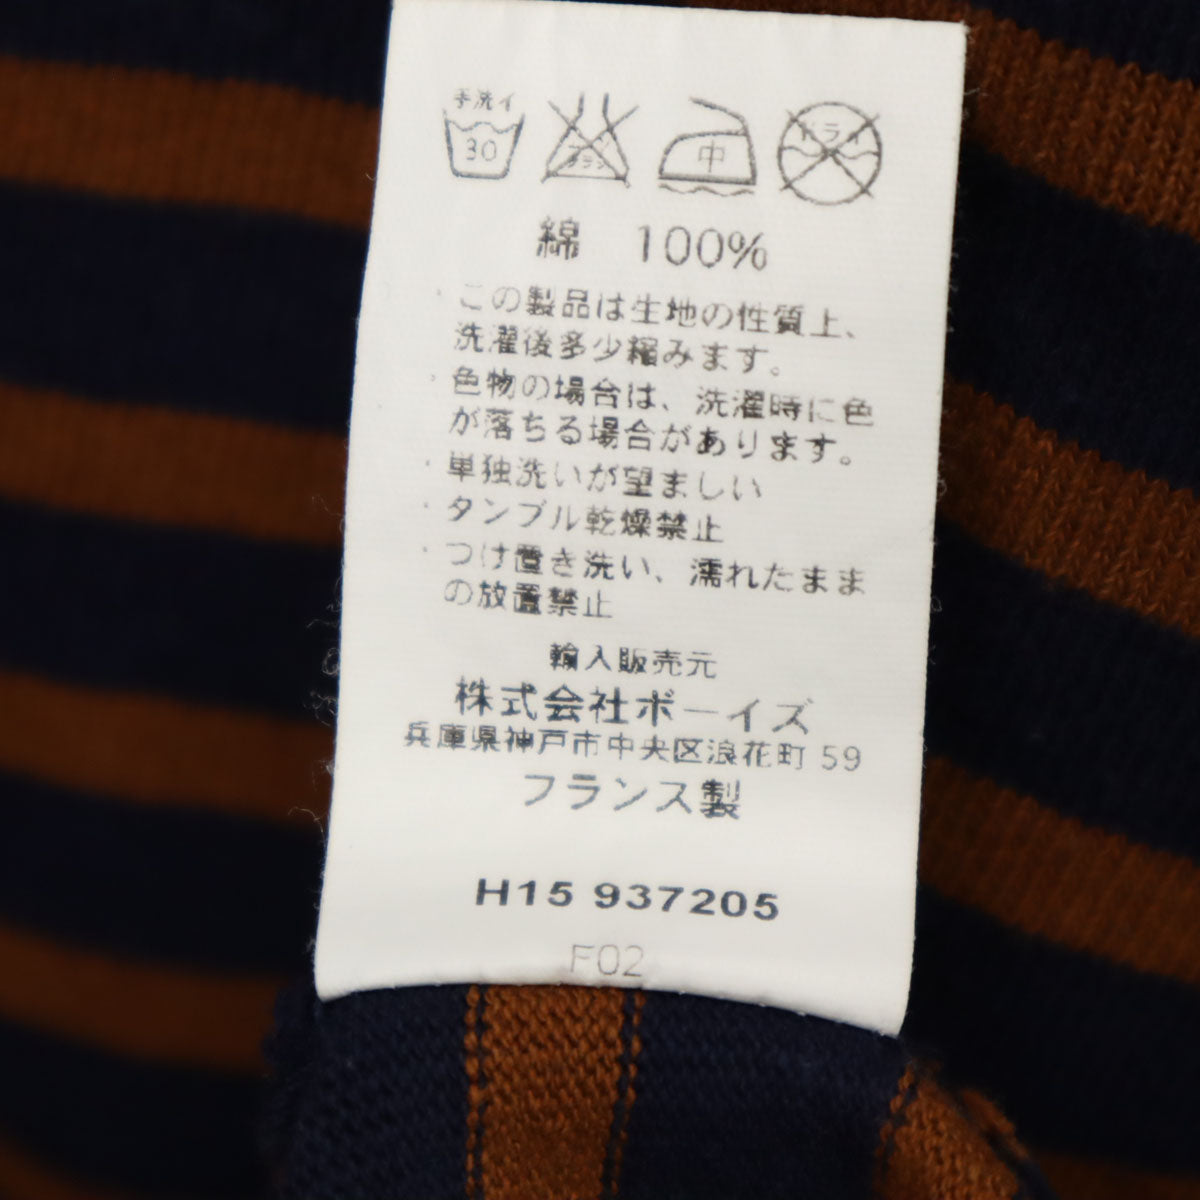 手洗イ
30
中
ドライ
綿 100%
・この製品は生地の性質上、
洗濯後多少縮みます。
・色物の場合は、洗濯時に色
が落ちる場合があります。
・単独洗いが望ましい
・タンブル乾燥禁止
・つけ置き洗い、濡れたまま
の放置禁止
輸入販売元
株式会社ボーイズ
兵庫県神戸市中央区浪花町 59
フランス製
H15 937205
F02